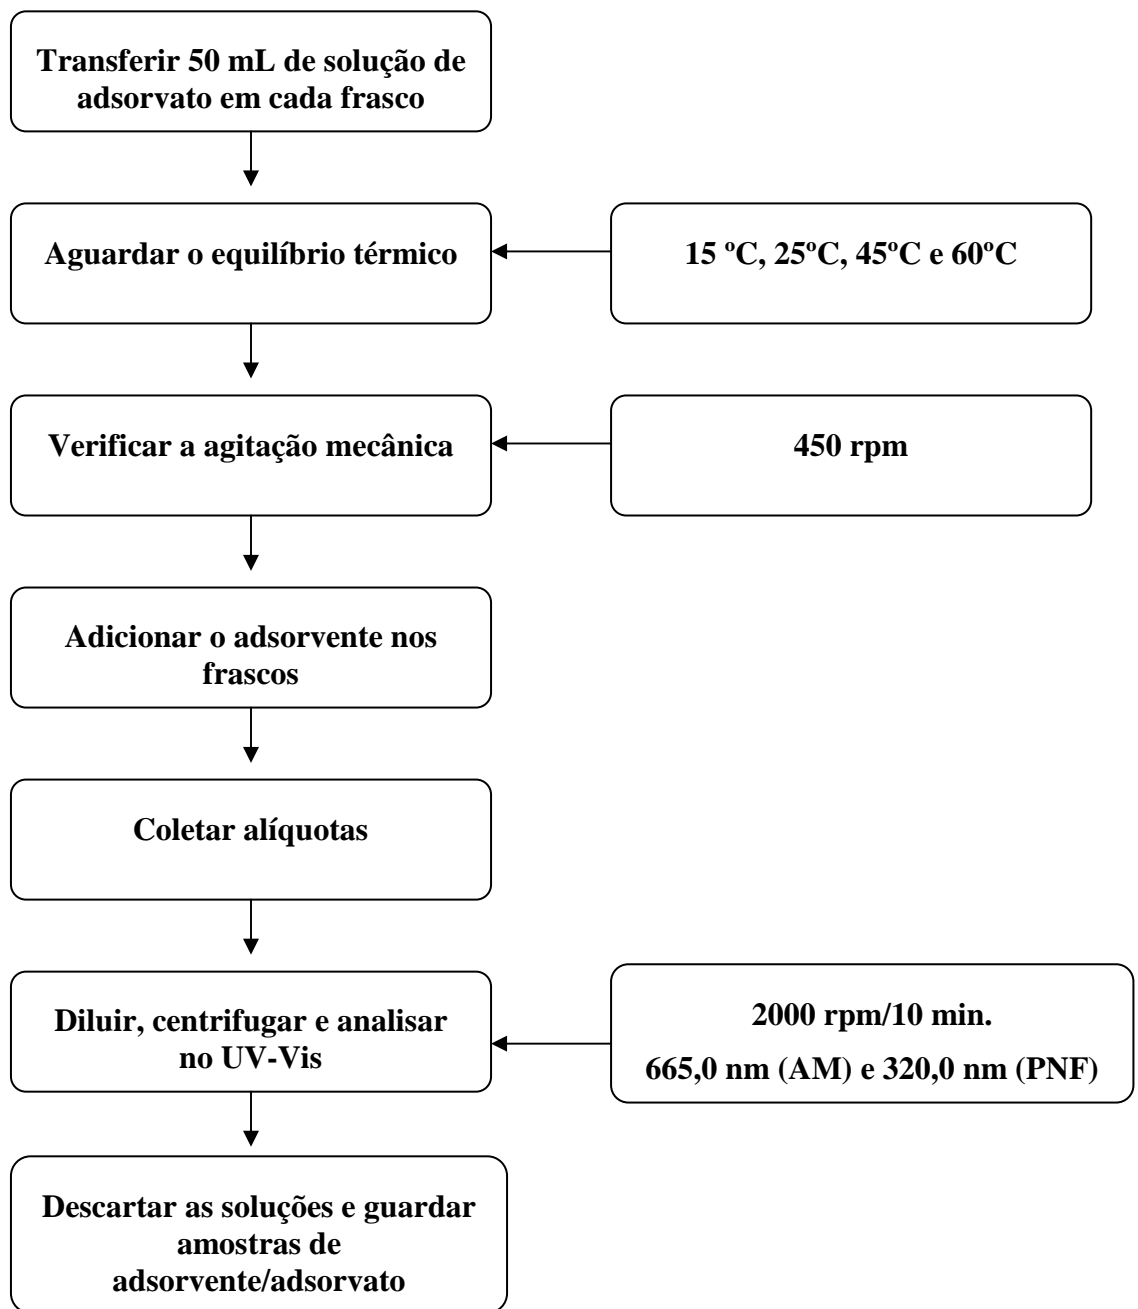 Transferir 50 mL de solução de
adsorvato em cada frasco
Aguardar o equilíbrio térmico
15 ºC, 25ºC, 45ºC e 60ºC
Verificar a agitação mecânica
450 rpm
Adicionar o adsorvente nos
frascos
Coletar alíquotas
Diluir, centrifugar e analisar
no UV-Vis
2000 rpm/10 min.
665,0 nm (AM) e 320,0 nm (PNF)
Descartar as soluções e guardar
amostras de
adsorvente/adsorvato